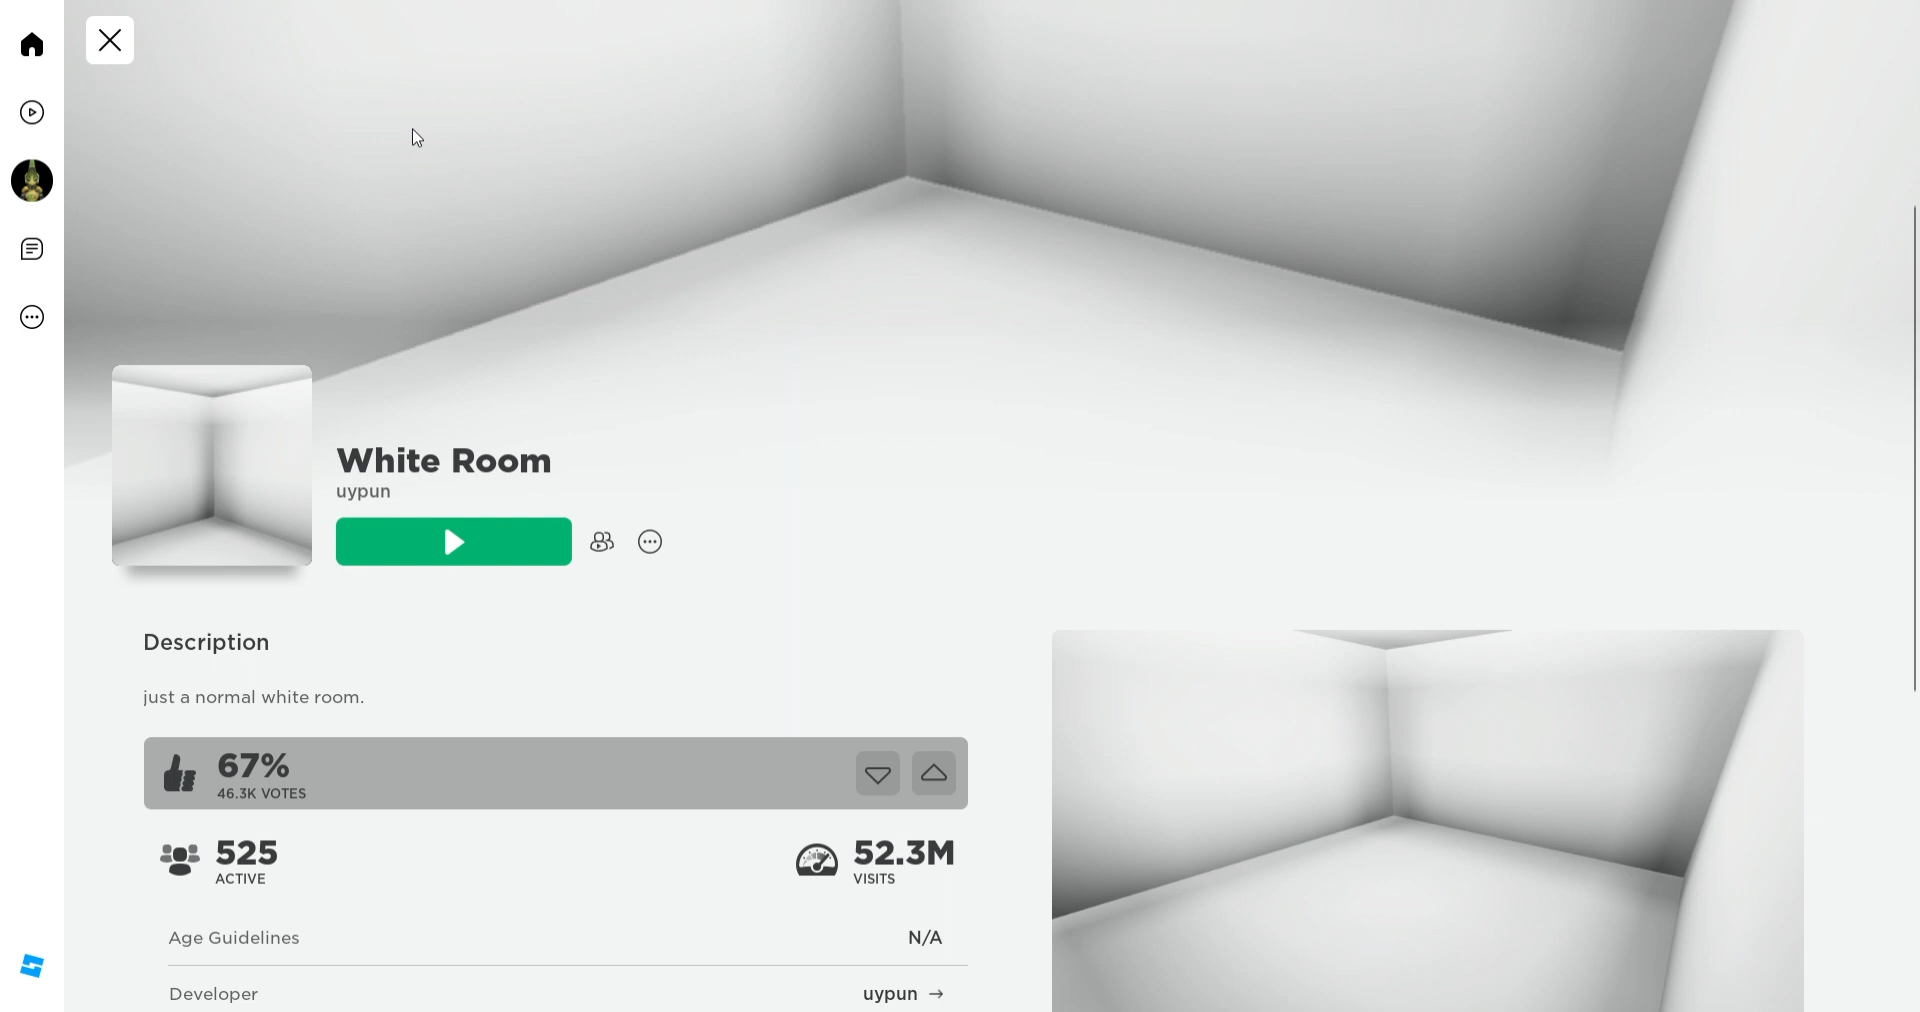 White Room
uypun
Description
just a normal white room.
67%
46.3K VOTES
525
ACTIVE
52.3M
VISITS
Age Guidelines
N/A
Developer
uypun →